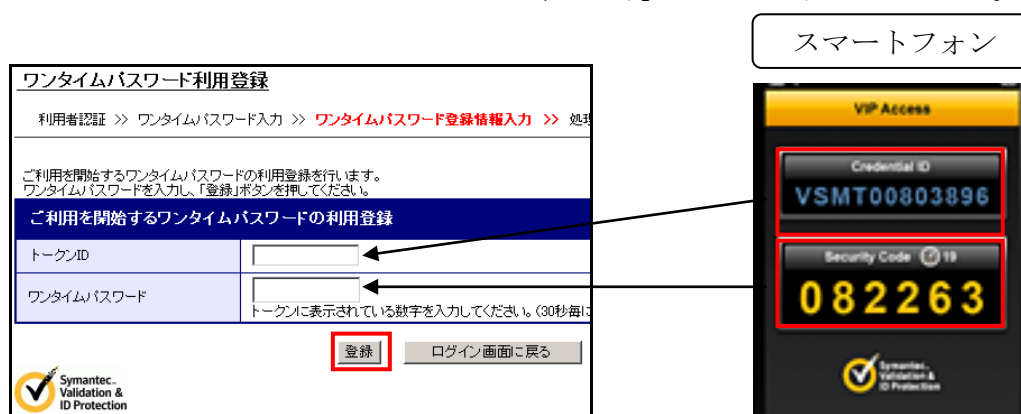 スマートフォン
ワンタイムパスワード利用登録
利用者認証 >> ワンタイムパスワード入力 >> ワンタイムパスワード登録情報入力 >> 処理
ご利用を開始するワンタイムパスワードの利用登録を行います。
ワンタイムパスワードを入力し、「登録」ボタンを押してください。
ご利用を開始するワンタイムパスワードの利用登録
トークンID
ワンタイムパスワード
トークンに表示されている数字を入力してください。(30秒毎に
登録
ログイン画面に戻る
Symantec.
Validation &
ID Protection
VIP Access
Credential ID
VSMT00803896
Security Code 19
082263
Symantec.
Validation &
ID Protection